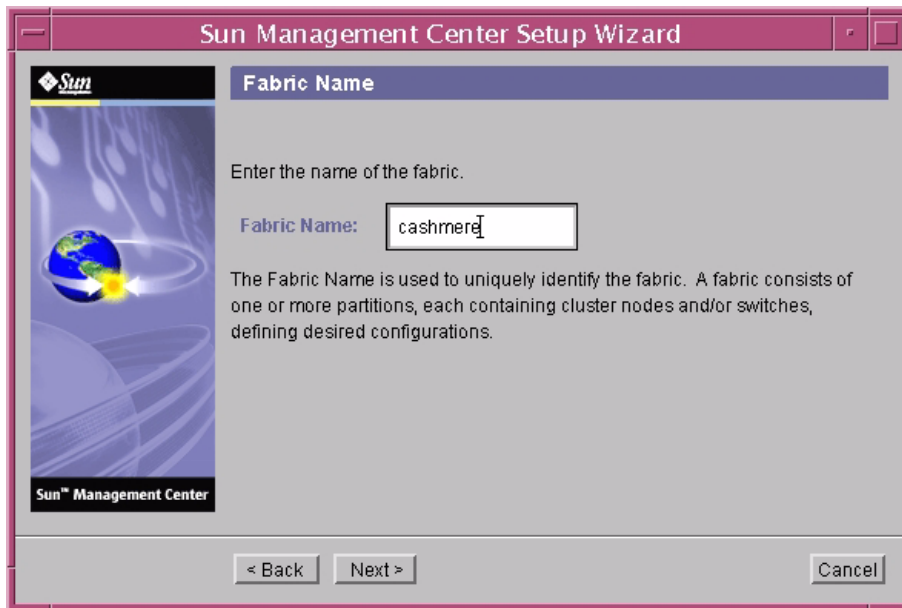 Sun Management Center Setup Wizard
Sun
Fabric Name
Enter the name of the fabric.
Fabric Name: cashmere
The Fabric Name is used to uniquely identify the fabric. A fabric consists of
one or more partitions, each containing cluster nodes and/or switches,
defining desired configurations.
Sun™ Management Center
< Back Next > Cancel